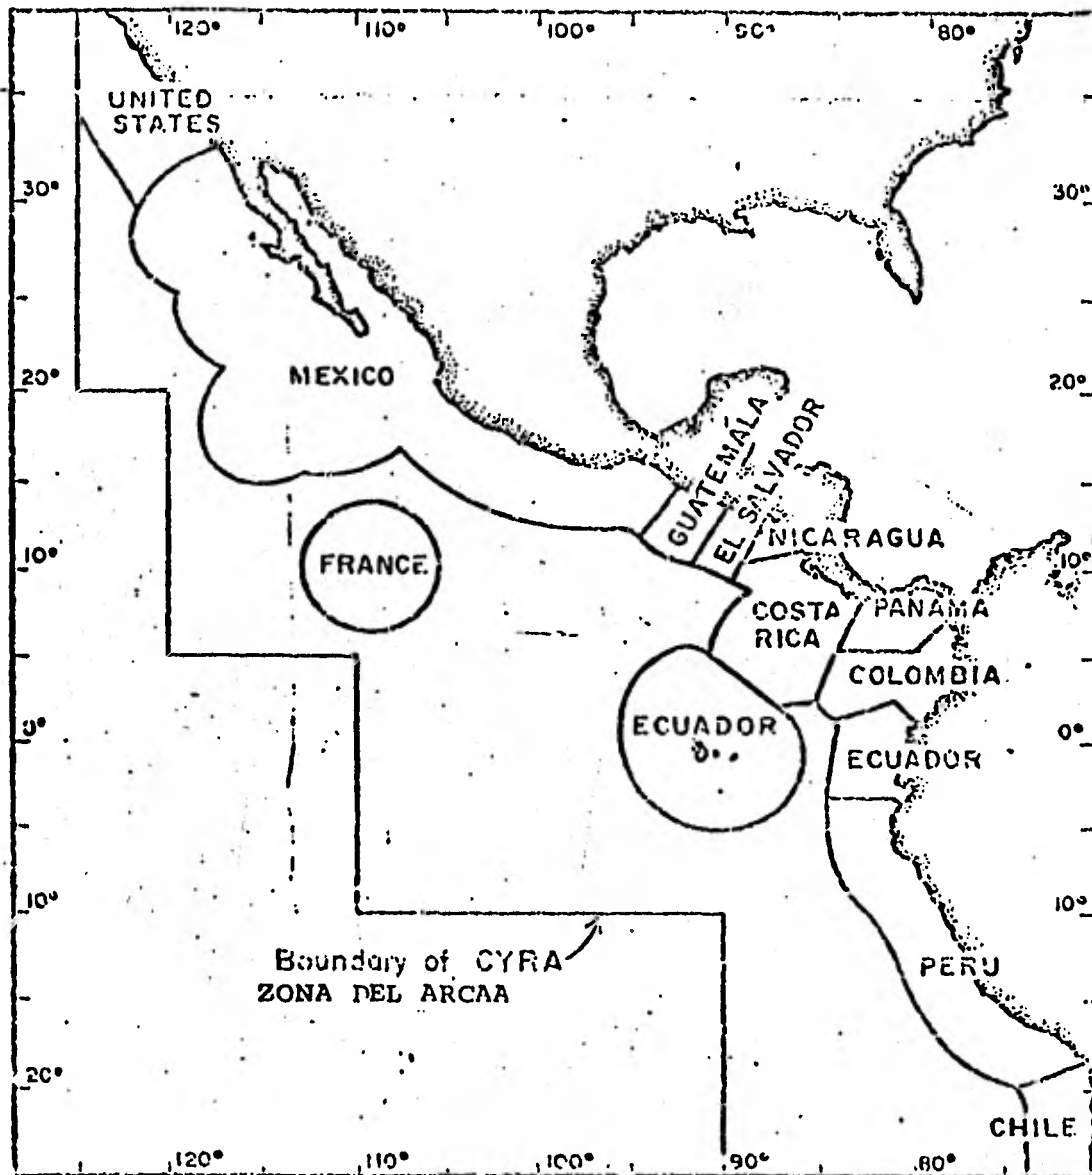 120° 110° 100° 90° 80°
UNITED
STATES
30° 30°
MEXICO
20° 20°
GUATEMALA
EL SALVADOR
NICARAGUA
10° 10°
FRANCE
COSTA
RICA
PANAMA
COLOMBIA
ECUADOR
0° 0°
ECUADOR
10° 10°
Boundary of CYRA
ZONA DEL ARCAA
PERU
20°
CHILE
120° 110° 100° 90° 80°